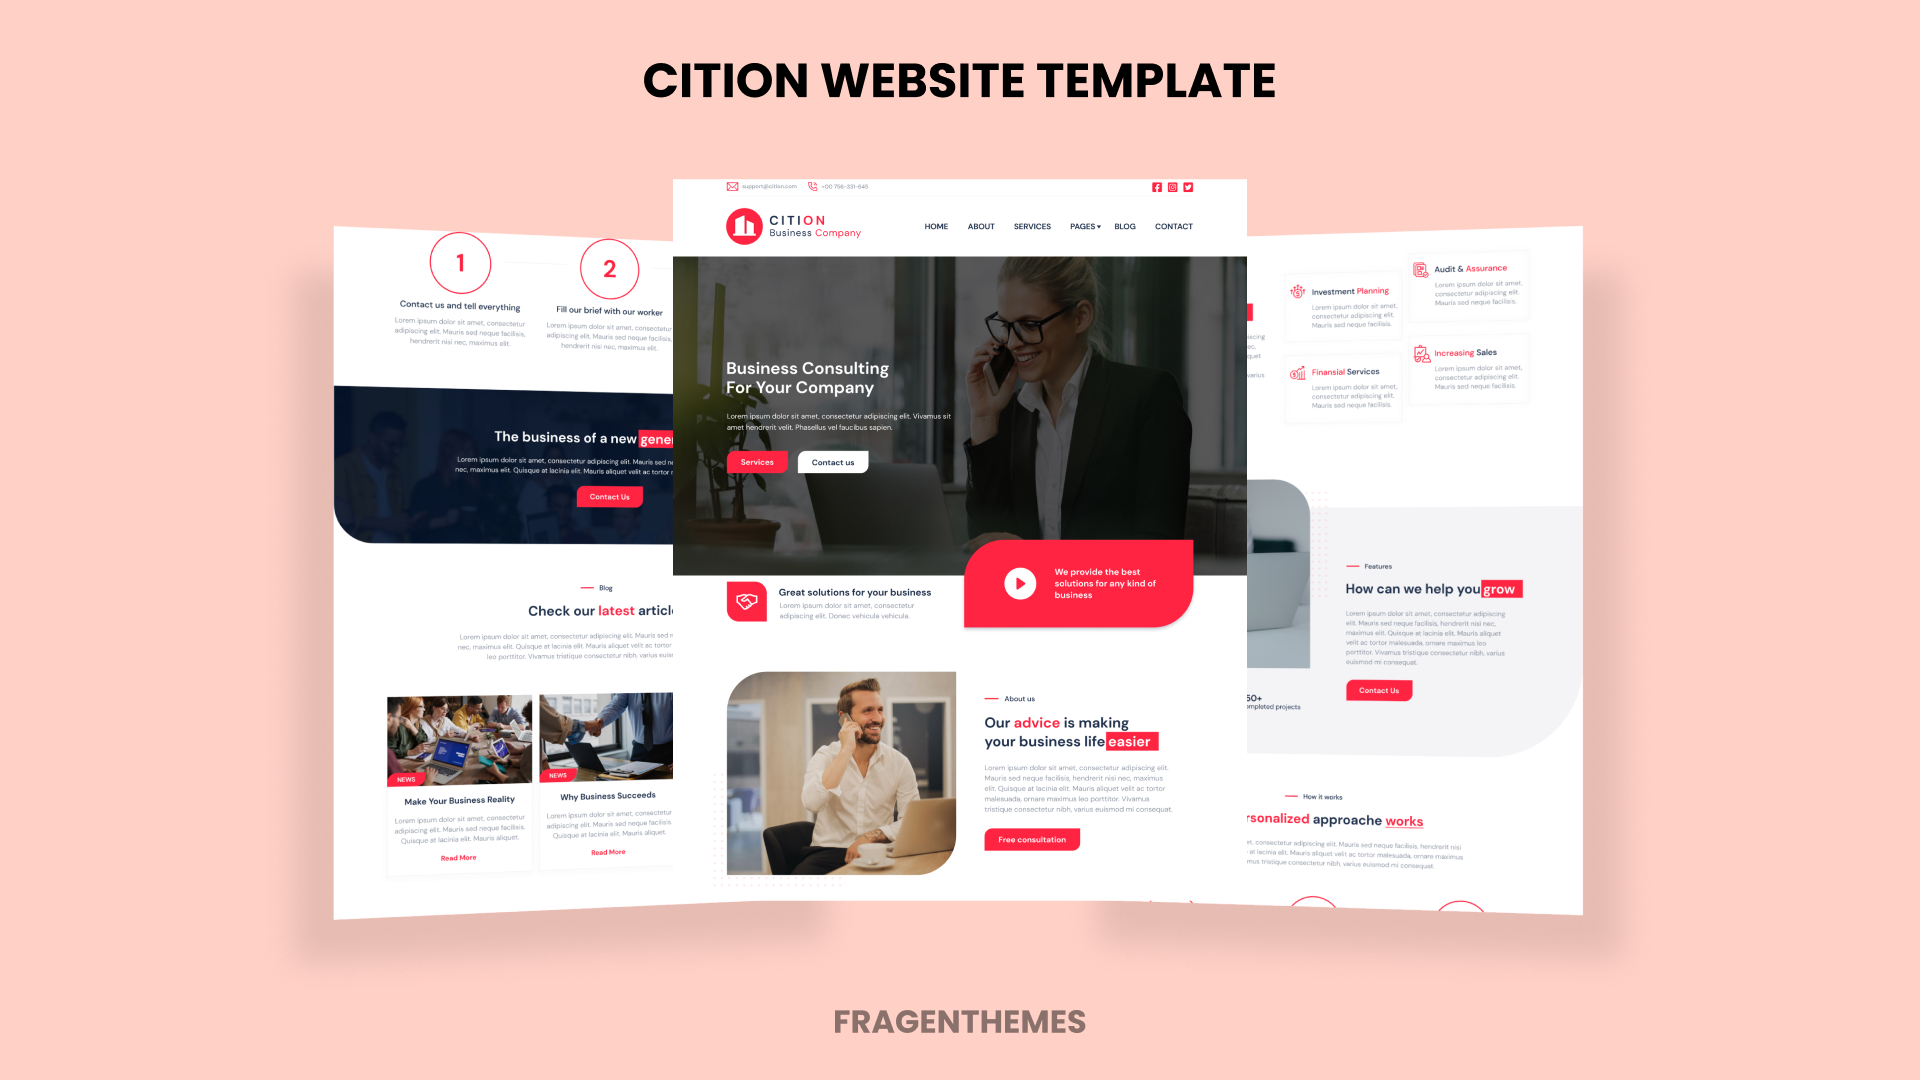 CITION WEBSITE TEMPLATE
support@cition.com
+00 756-331-645
CITION
Business Company
HOME
ABOUT
SERVICES
PAGES
BLOG
CONTACT
Business Consulting
For Your Company
Lorem ipsum dolor sit amet, consectetur adipiscing elit. Vivamus sit
amet hendrerit velit. Phasellus vel faucibus sapien.
Services
Contact us
We provide the best
solutions for any kind of
business
Great solutions for your business
Lorem ipsum dolor sit amet, consectetur
adipiscing elit. Donec vehicula vehicula.
About us
Our advice is making
your business life easier
Lorem ipsum dolor sit amet, consectetur adipiscing elit.
Mauris sed neque facilisis, hendrerit nisi nec, maximus
elit. Quisque at lacinia elit. Mauris aliquet velit ac tortor
malesuada, ornare maximus leo porttitor. Vivamus
tristique consectetur nibh, varius euismod mi consequat.
Free consultation
1
Contact us and tell everything
Lorem ipsum dolor sit amet, consectetur
adipiscing elit. Mauris sed neque facilisis,
hendrerit nisi nec, maximus elit.
2
Fill our brief with our worker
Lorem ipsum dolor sit amet, consectetur
adipiscing elit. Mauris sed neque facilisis,
hendrerit nisi nec, maximus elit.
The business of a new gener
Lorem ipsum dolor sit amet, consectetur adipiscing elit. Mauris sed n
nec, maximus elit. Quisque at lacinia elit. Mauris aliquet velit ac tortor
Contact Us
Blog
Check our latest articl
Lorem ipsum dolor sit amet, consectetur adipiscing elit. Mauris sed n
nec, maximus elit. Quisque at lacinia elit. Mauris aliquet velit ac tortor
leo porttitor. Vivamus tristique consectetur nibh, varius euism
NEWS
Make Your Business Reality
Lorem ipsum dolor sit amet, consectetur
adipiscing elit. Mauris sed neque facilisis.
Quisque at lacinia elit. Mauris aliquet.
Read More
NEWS
Why Business Succeeds
Lorem ipsum dolor sit amet, consectetur
adipiscing elit. Mauris sed neque facilisis.
Quisque at lacinia elit. Mauris aliquet.
Read More
Investment Planning
Lorem ipsum dolor sit amet,
consectetur adipiscing elit.
Mauris sed neque facilisis.
Audit & Assurance
Lorem ipsum dolor sit amet,
consectetur adipiscing elit.
Mauris sed neque facilisis.
Finansial Services
Lorem ipsum dolor sit amet,
consectetur adipiscing elit.
Mauris sed neque facilisis.
Increasing Sales
Lorem ipsum dolor sit amet,
consectetur adipiscing elit.
Mauris sed neque facilisis.
varius
Features
How can we help you grow
Lorem ipsum dolor sit amet, consectetur adipiscing
elit. Mauris sed neque facilisis, hendrerit nisi nec,
maximus elit. Quisque at lacinia elit. Mauris aliquet
velit ac tortor malesuada, ornare maximus leo
porttitor. Vivamus tristique consectetur nibh, varius
euismod mi consequat.
Contact Us
50+
mpleted projects
How it works
rsonalized approache works
et, consectetur adipiscing elit. Mauris sed neque facilisis, hendrerit nisi
at lacinia elit. Mauris aliquet velit ac tortor malesuada, ornare maximus
mus tristique consectetur nibh, varius euismod mi consequat.
FRAGENTHEMES